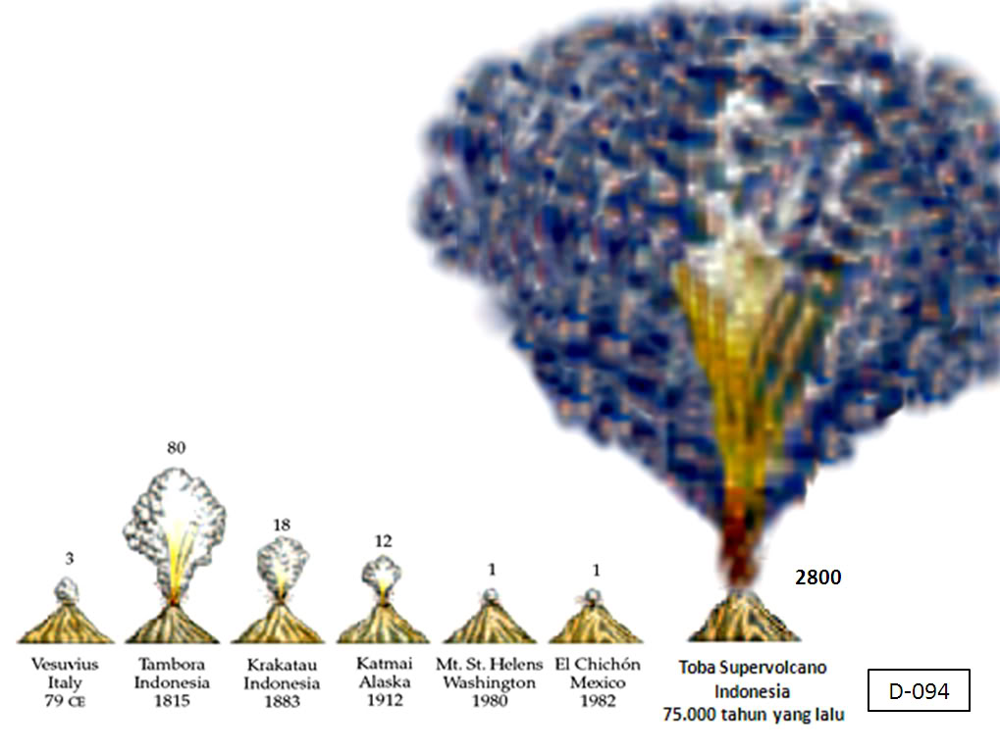 3
Vesuvius
Italy
79 CE
80
Tambora
Indonesia
1815
18
Krakatau
Indonesia
1883
12
Katmai
Alaska
1912
1
Mt. St. Helens
Washington
1980
1
El Chichón
Mexico
1982
2800
Toba Supervolcano
Indonesia
75.000 tahun yang lalu
D-094